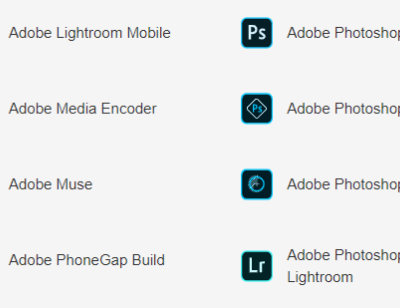 Adobe Lightroom Mobile
Ps
Adobe Photoshop
Adobe Media Encoder
Ps
Adobe Photoshop
Adobe Muse
Adobe Photoshop
Adobe PhoneGap Build
Lr
Adobe Photoshop
Lightroom